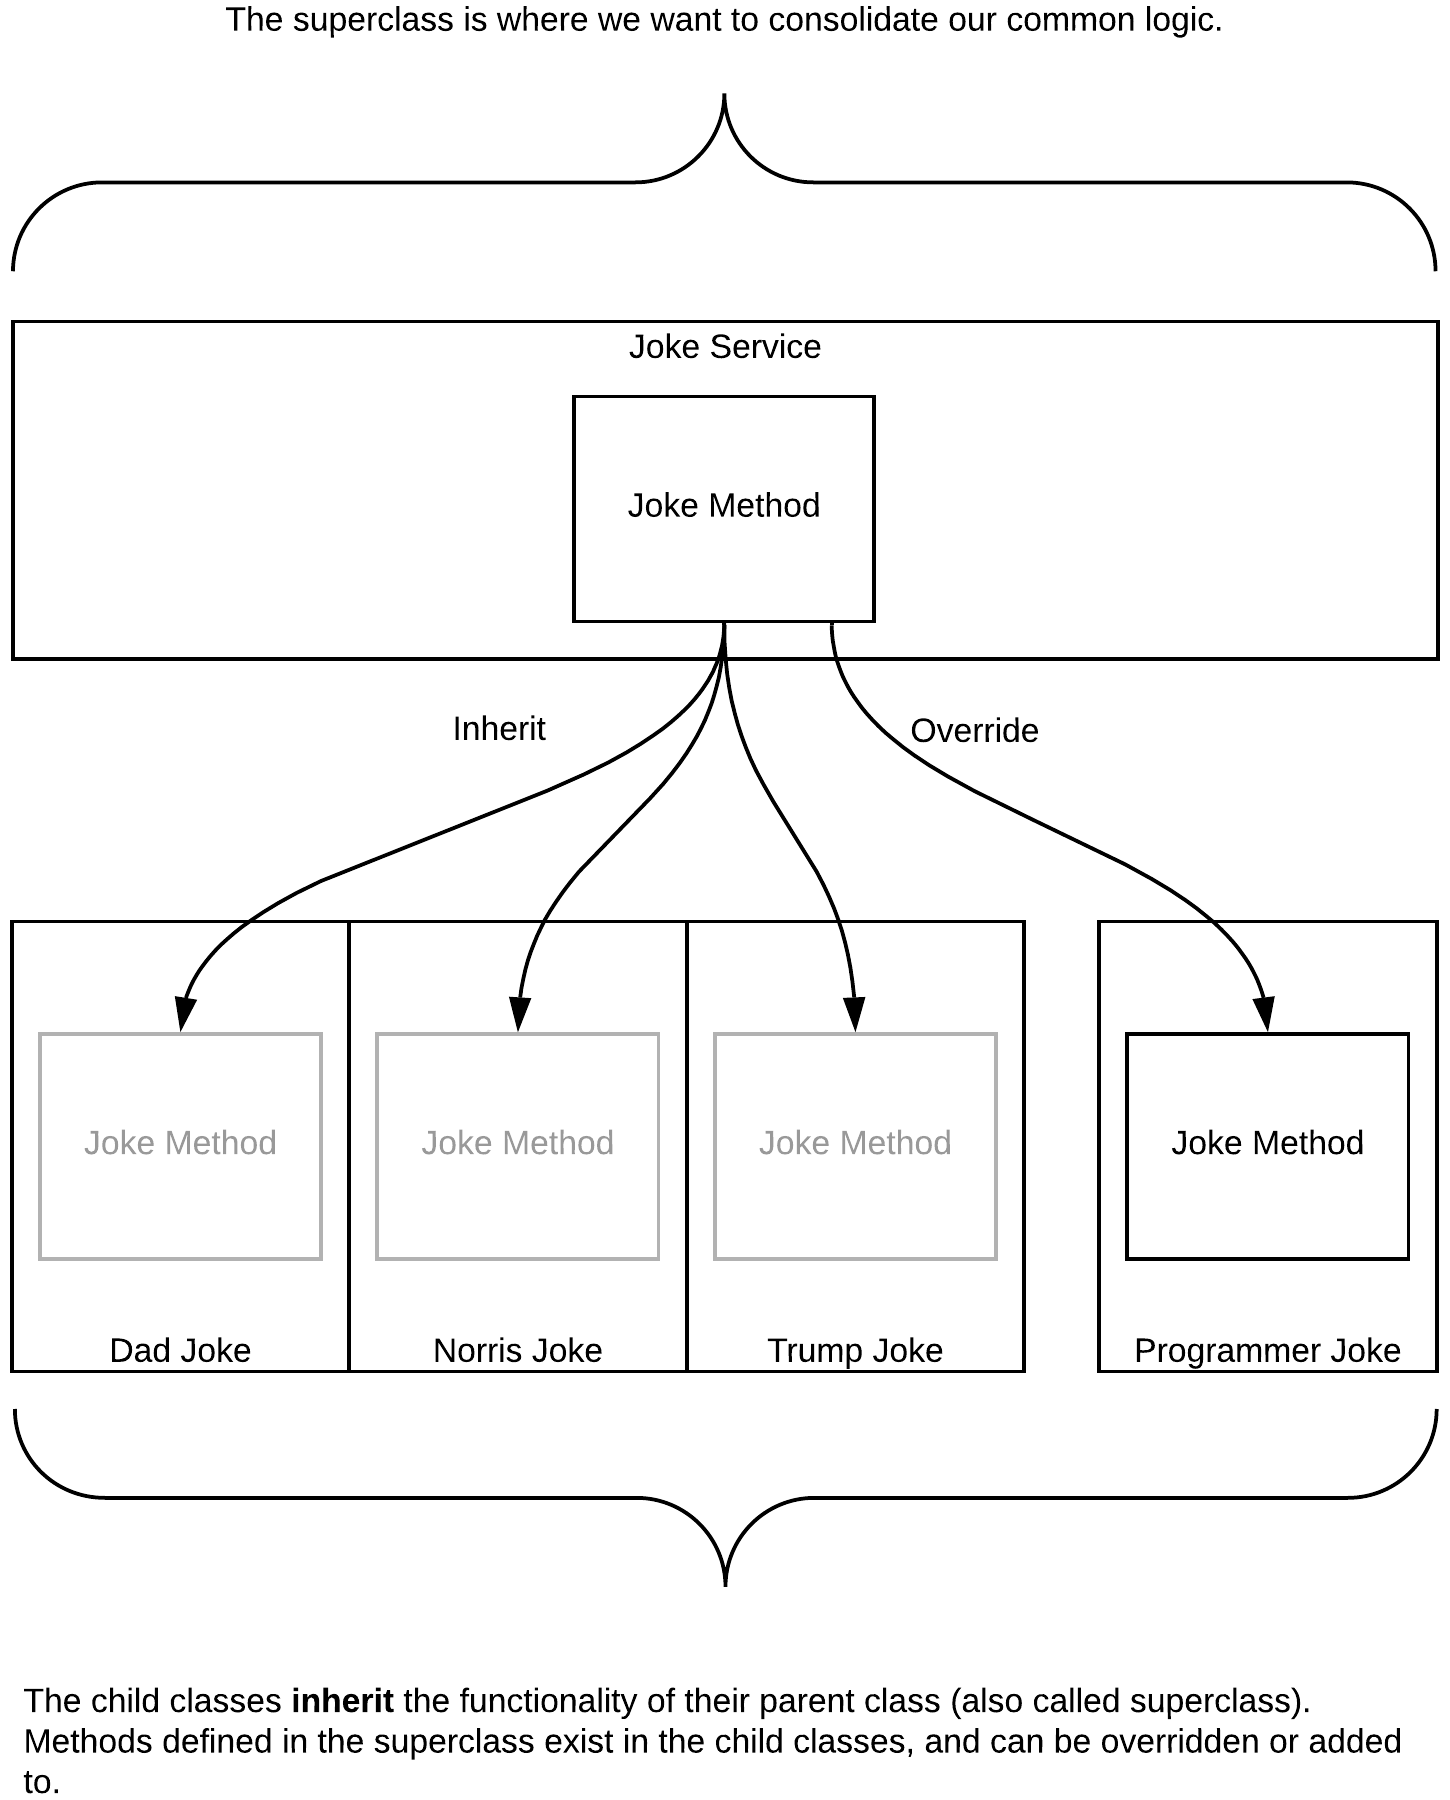 The superclass is where we want to consolidate our common logic.
Joke Service
Joke Method
Inherit
Override
Joke Method
Joke Method
Joke Method
Joke Method
Dad Joke
Norris Joke
Trump Joke
Programmer Joke
The child classes inherit the functionality of their parent class (also called superclass).
Methods defined in the superclass exist in the child classes, and can be overridden or added
to.